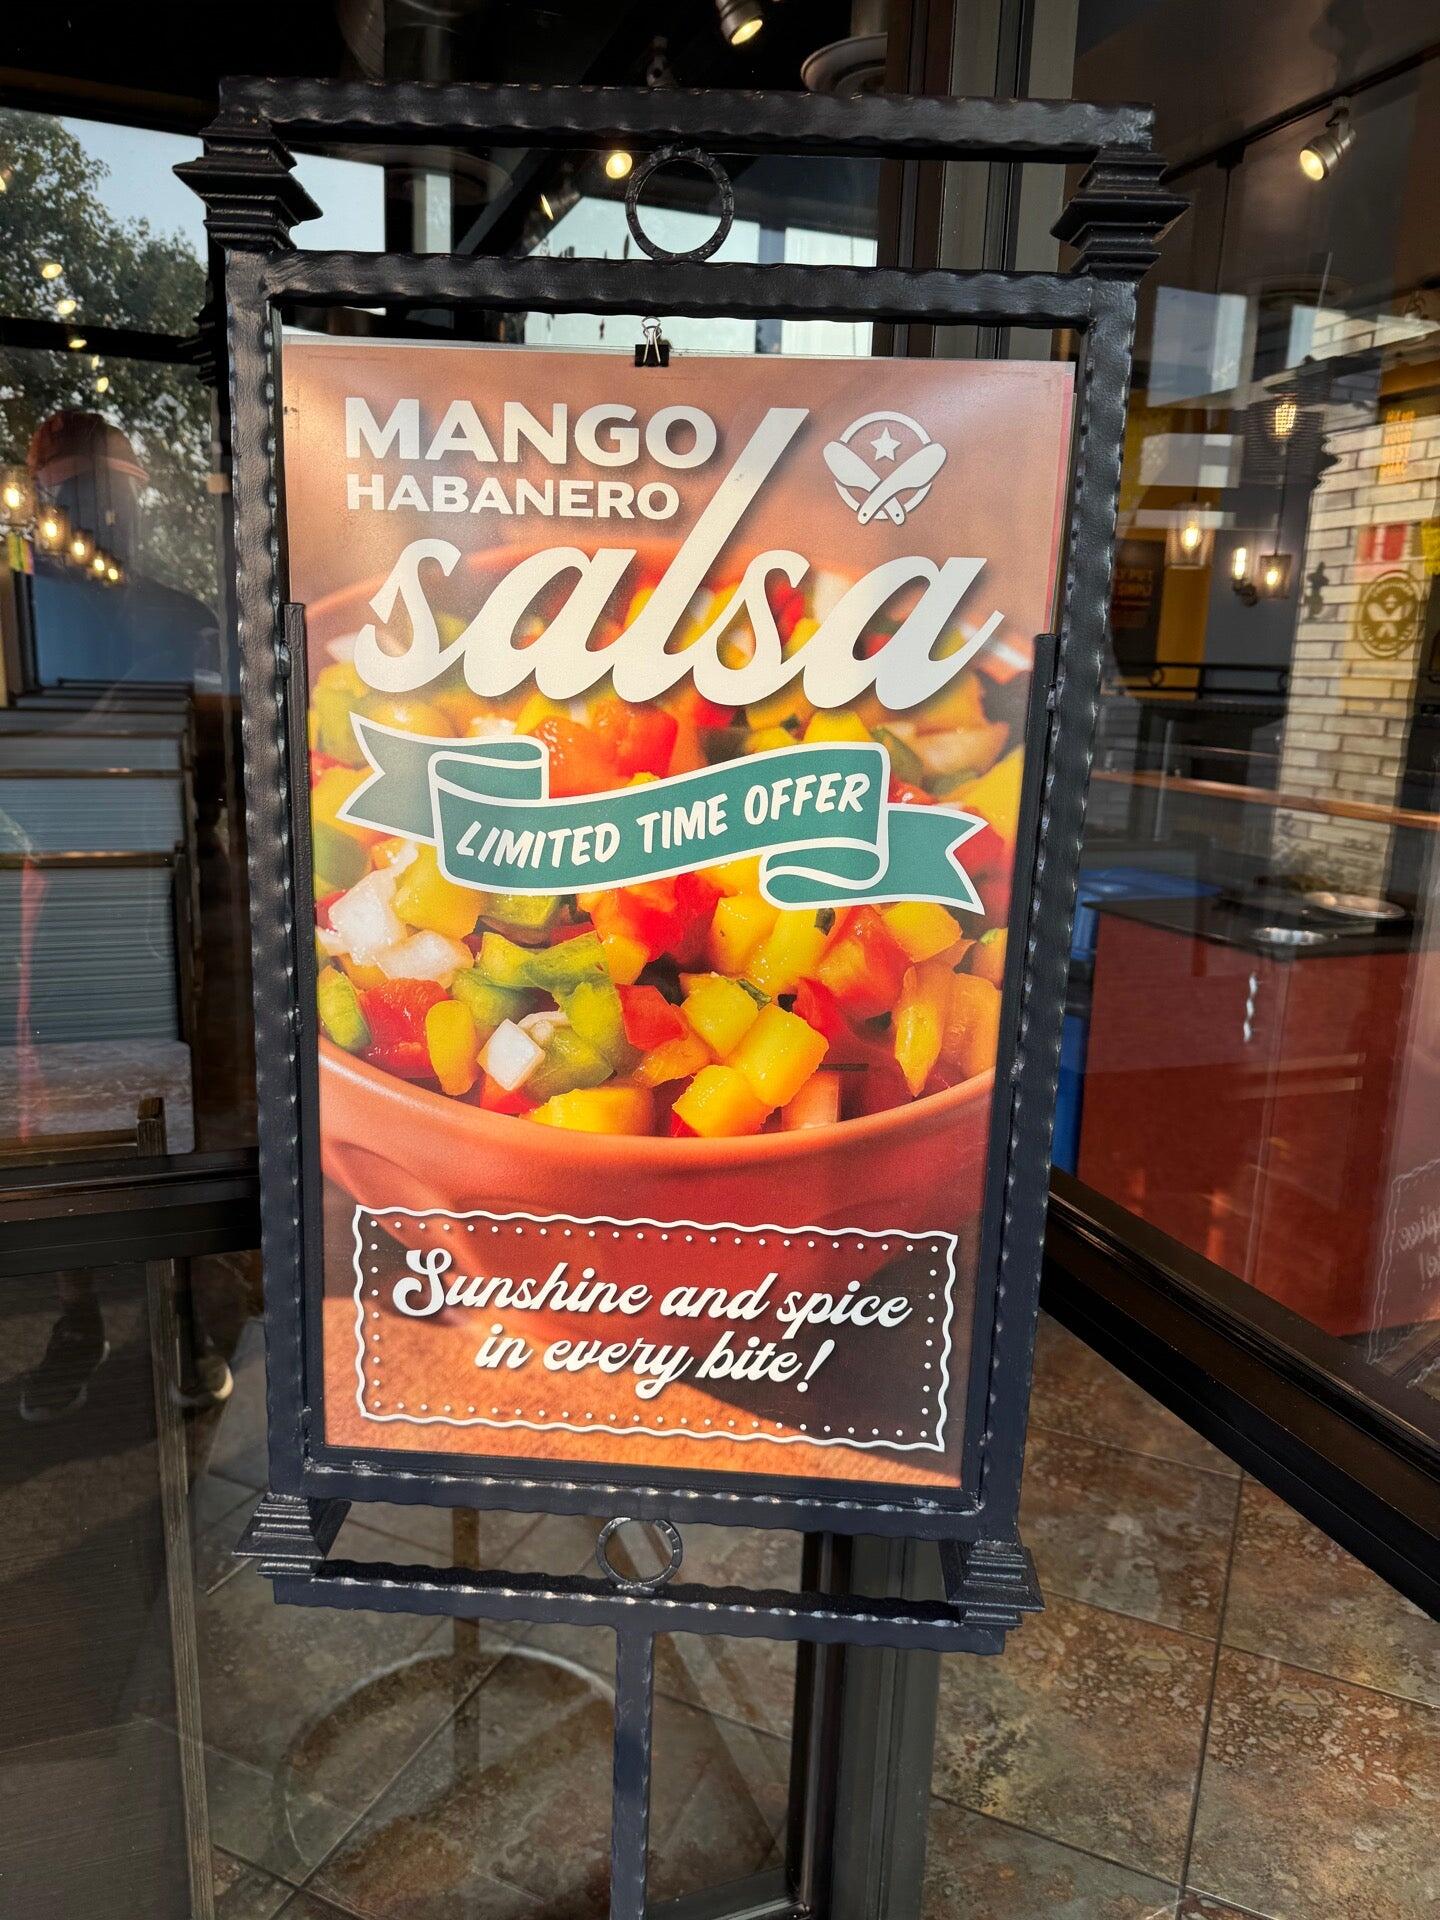 MANGO
HABANERO
salsa
LIMITED TIME OFFER
Sunshine and spice
in every bite!